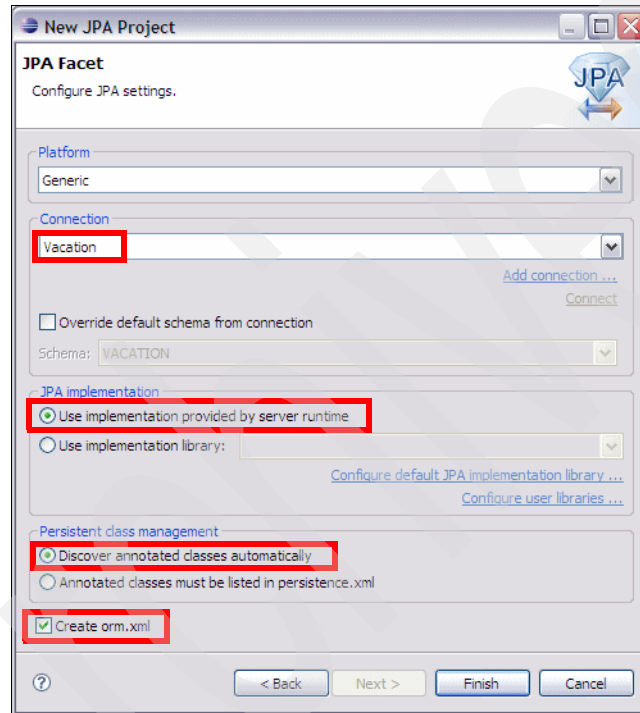 New JPA Project
JPA Facet
Configure JPA settings.
JPA
Platform
Generic
Connection
Vacation
Add connection ...
Connect
Override default schema from connection
Schema: VACATION
JPA implementation
Use implementation provided by server runtime
Use implementation library:
Configure default JPA implementation library ...
Configure user libraries ...
Persistent class management
Discover annotated classes automatically
Annotated classes must be listed in persistence.xml
Create orm.xml
? < Back Next > Finish Cancel